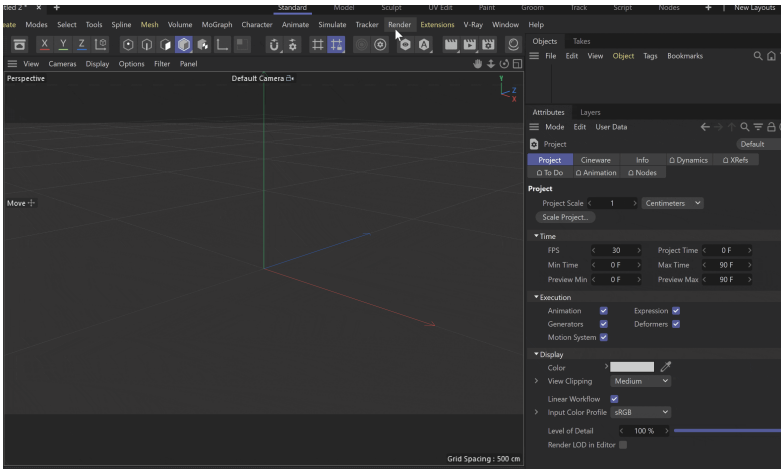 titled 2 * × + Standard Model Sculpt UV Edit Paint Groom Track Script Nodes + New Layouts
eate Modes Select Tools Spline Mesh Volume MoGraph Character Animate Simulate Tracker Render Extensions V-Ray Window Help
X Y Z
Objects Takes
File Edit View Object Tags Bookmarks
View Cameras Display Options Filter Panel
Perspective Default Camera
Y
Z
X
Attributes Layers
Mode Edit User Data
Project Default
Project Cineware Info Dynamics XRefs
To Do Animation Nodes
Project
Move
Project Scale 1 Centimeters
Scale Project...
Time
FPS 30 Project Time 0 F
Min Time 0 F Max Time 90 F
Preview Min 0 F Preview Max 90 F
Execution
Animation Expression
Generators Deformers
Motion System
Display
Color
View Clipping Medium
Linear Workflow
Input Color Profile sRGB
Level of Detail 100 %
Render LOD in Editor
Grid Spacing : 500 cm